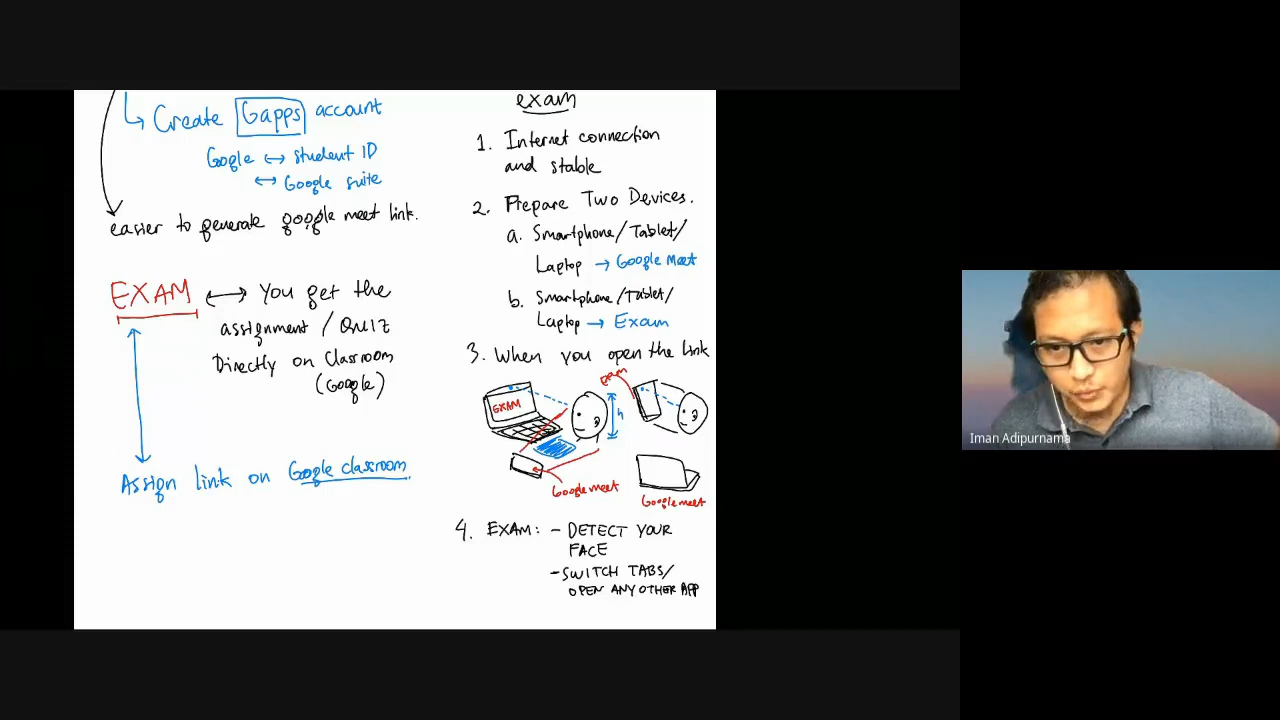 Create Gapps account
Google ↔ student ID
↔ Google suite
easier to generate google meet link.
EXAM ↔ You get the
assignment / QUIZ
Directly on Classroom
(Google)
Assign link on Google classroom.
exam
1. Internet connection
and stable
2. Prepare Two Devices.
a. Smartphone/Tablet/
Laptop → Google Meet
b. Smartphone/Tablet/
Laptop → Exam
3. When you open the link
EXAM
h
exam
Google meet
Google meet
4. EXAM: - DETECT YOUR
FACE
- SWITCH TABS/
OPEN ANY OTHER APP
Iman Adipurnama